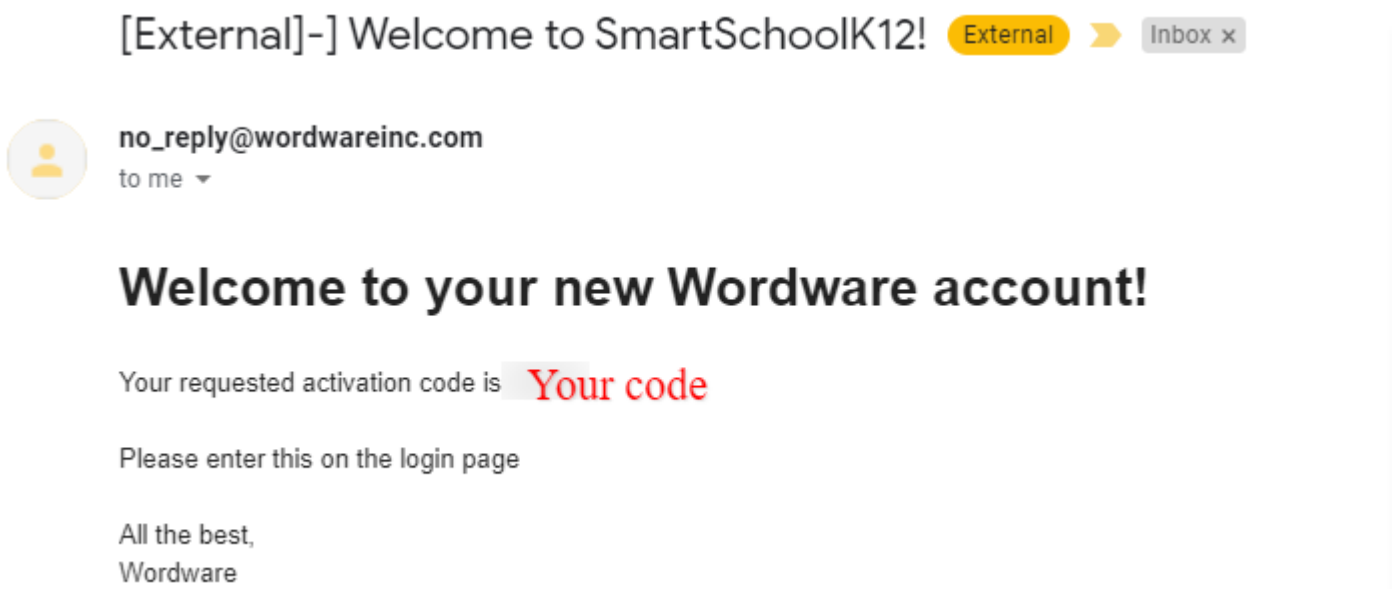 [External]-] Welcome to SmartSchoolK12! External Inbox ×
no_reply@wordwareinc.com
to me
Welcome to your new Wordware account!
Your requested activation code is Your code
Please enter this on the login page
All the best,
Wordware